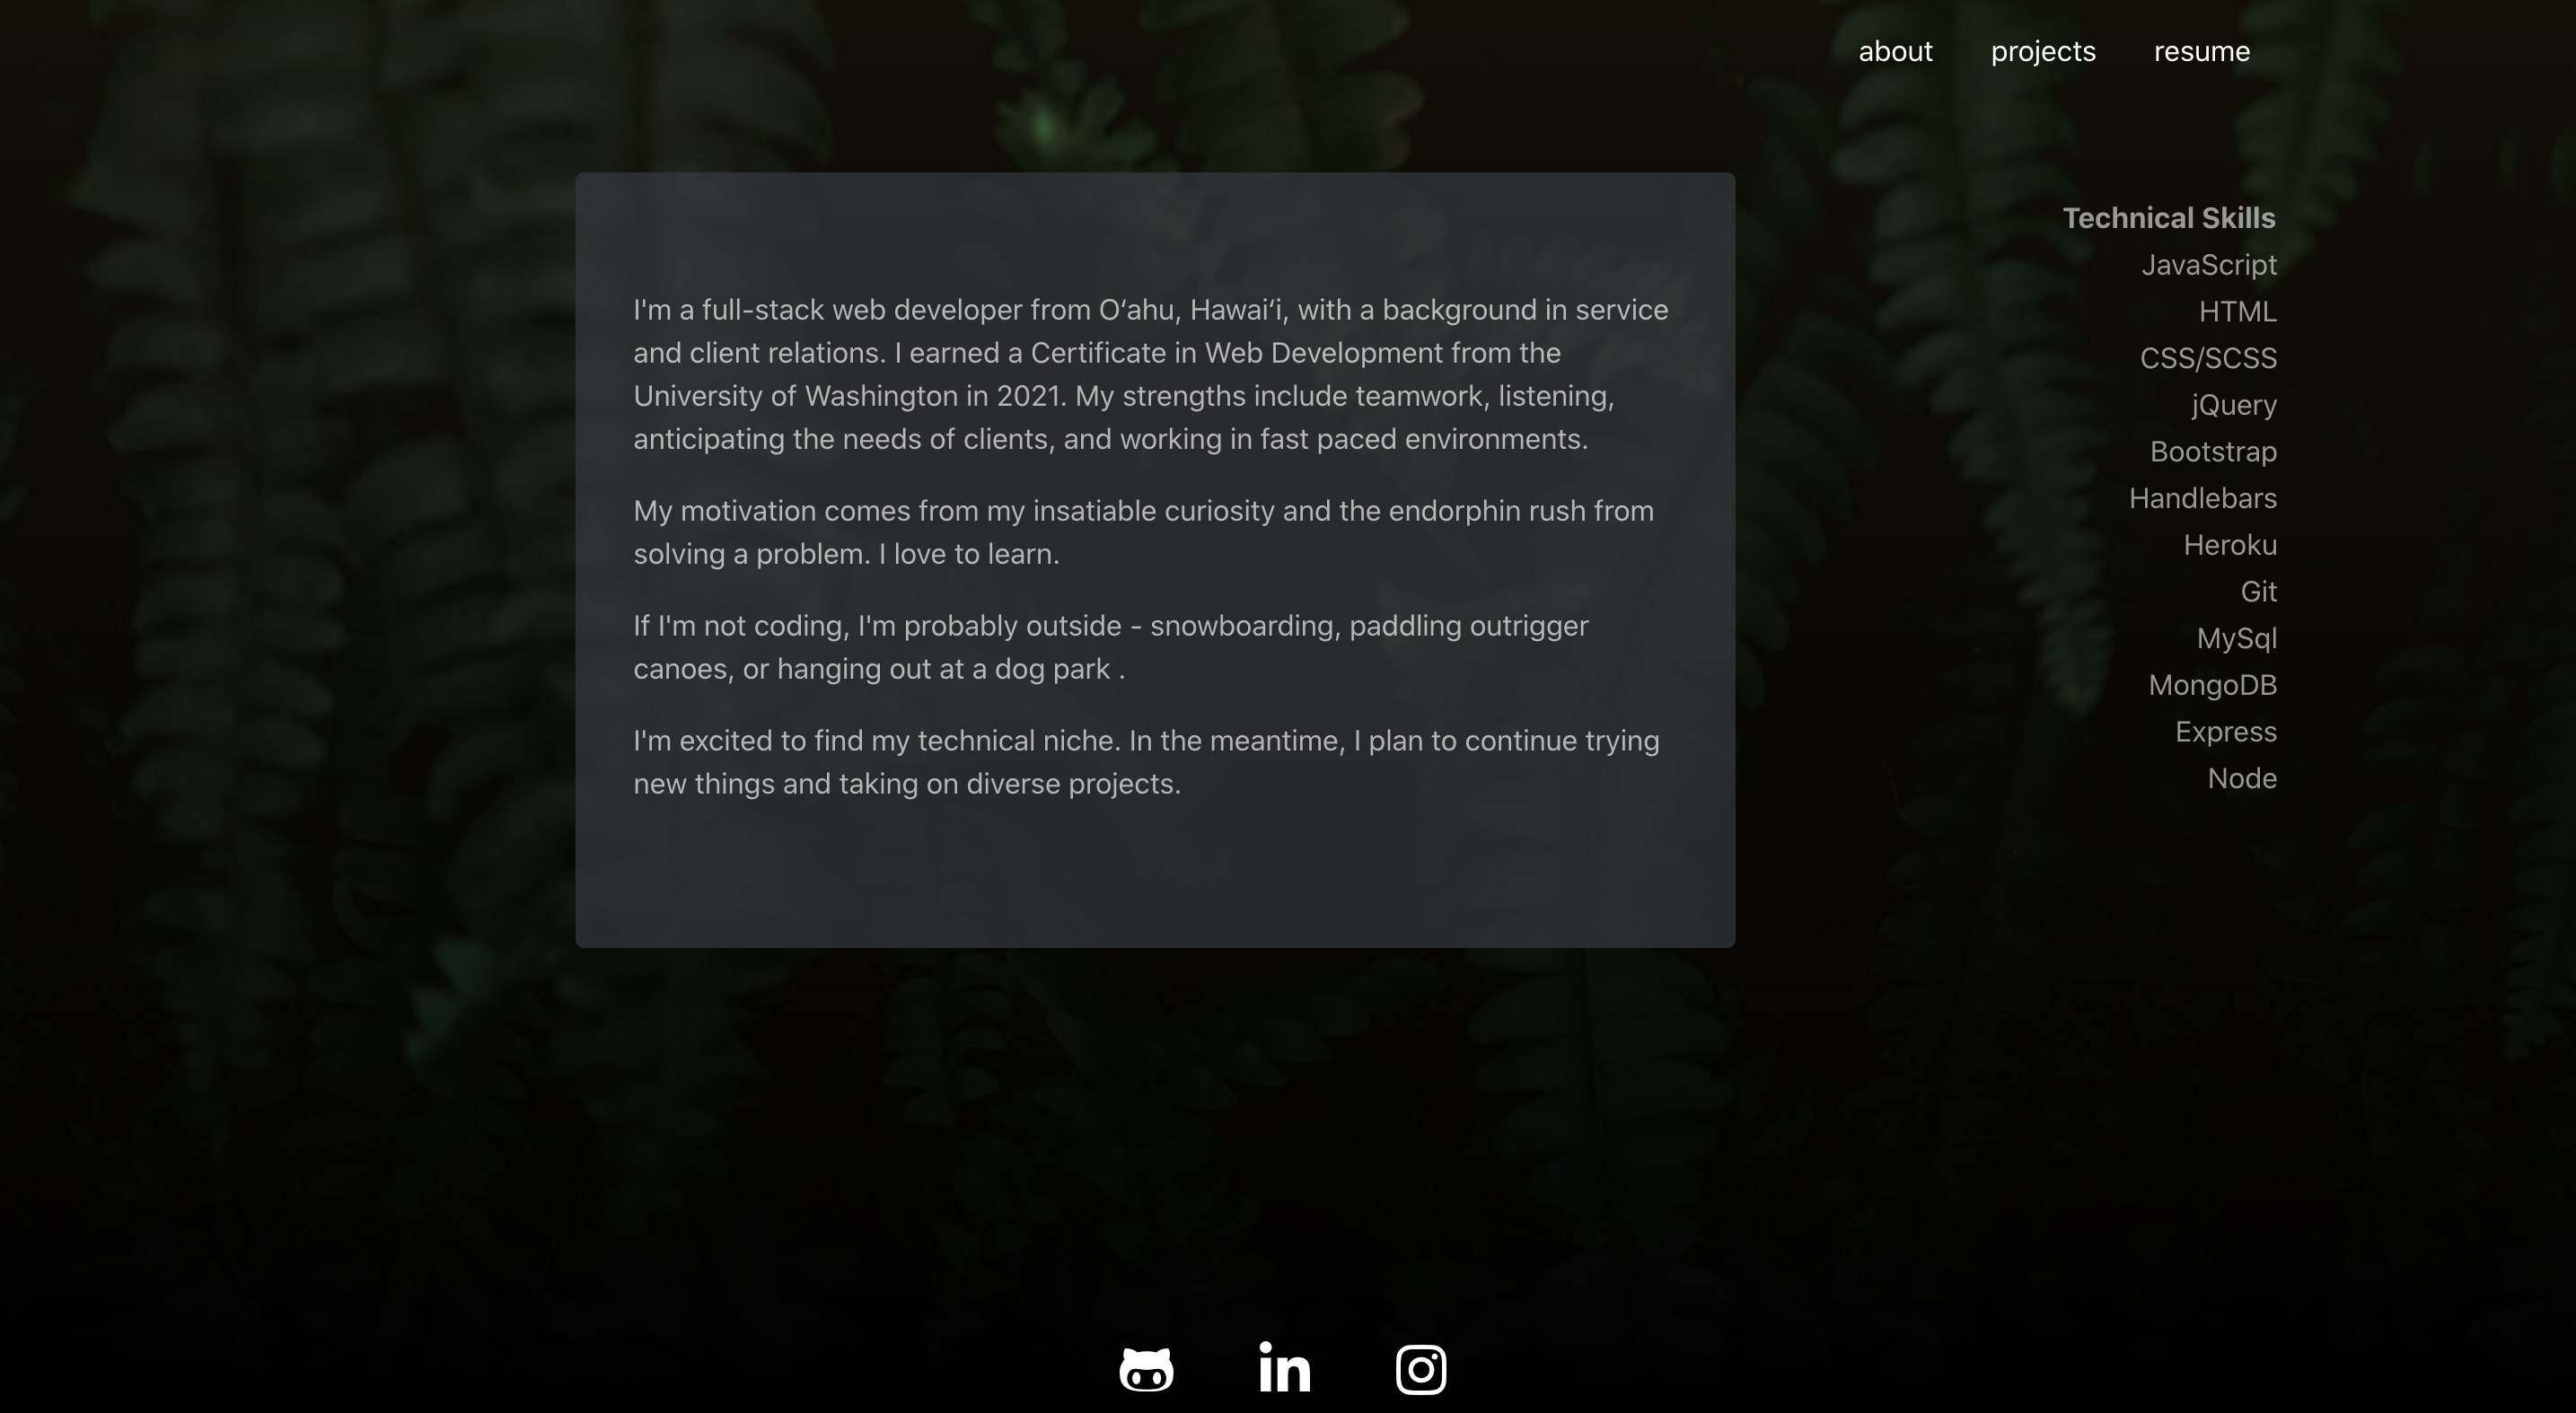 about projects resume
I'm a full-stack web developer from Oʻahu, Hawaiʻi, with a background in service
and client relations. I earned a Certificate in Web Development from the
University of Washington in 2021. My strengths include teamwork, listening,
anticipating the needs of clients, and working in fast paced environments.
My motivation comes from my insatiable curiosity and the endorphin rush from
solving a problem. I love to learn.
If I'm not coding, I'm probably outside - snowboarding, paddling outrigger
canoes, or hanging out at a dog park .
I'm excited to find my technical niche. In the meantime, I plan to continue trying
new things and taking on diverse projects.
Technical Skills
JavaScript
HTML
CSS/SCSS
jQuery
Bootstrap
Handlebars
Heroku
Git
MySql
MongoDB
Express
Node
in